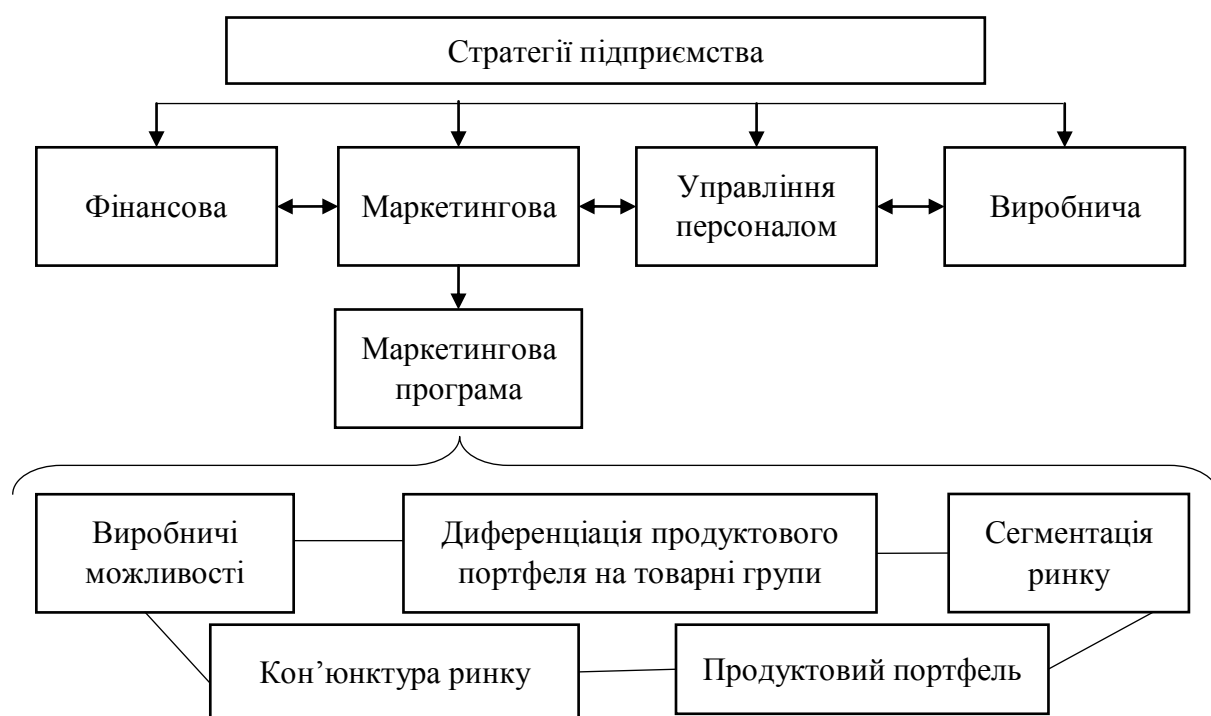 Стратегії підприємства
Фінансова
Маркетингова
Управління
персоналом
Виробнича
Маркетингова
програма
Виробничі
можливості
Диференціація продуктового
портфеля на товарні групи
Сегментація
ринку
Кон’юнктура ринку
Продуктовий портфель